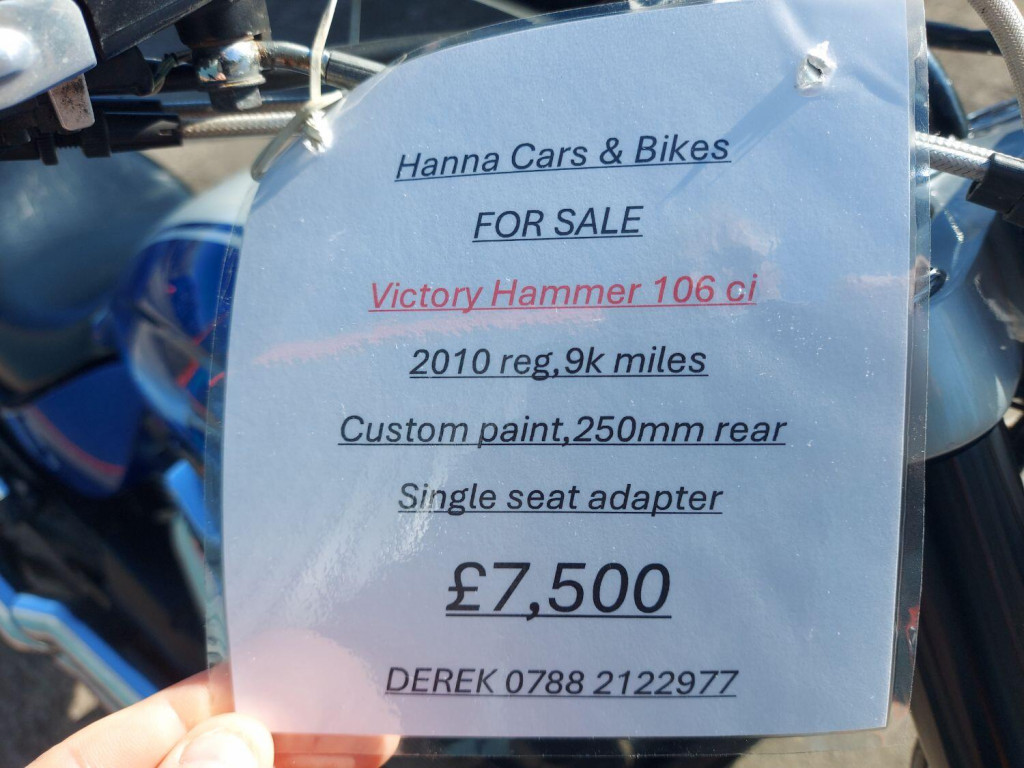 Hanna Cars & Bikes
FOR SALE
Victory Hammer 106 ci
2010 reg,9k miles
Custom paint,250mm rear
Single seat adapter
£7,500
DEREK 0788 2122977